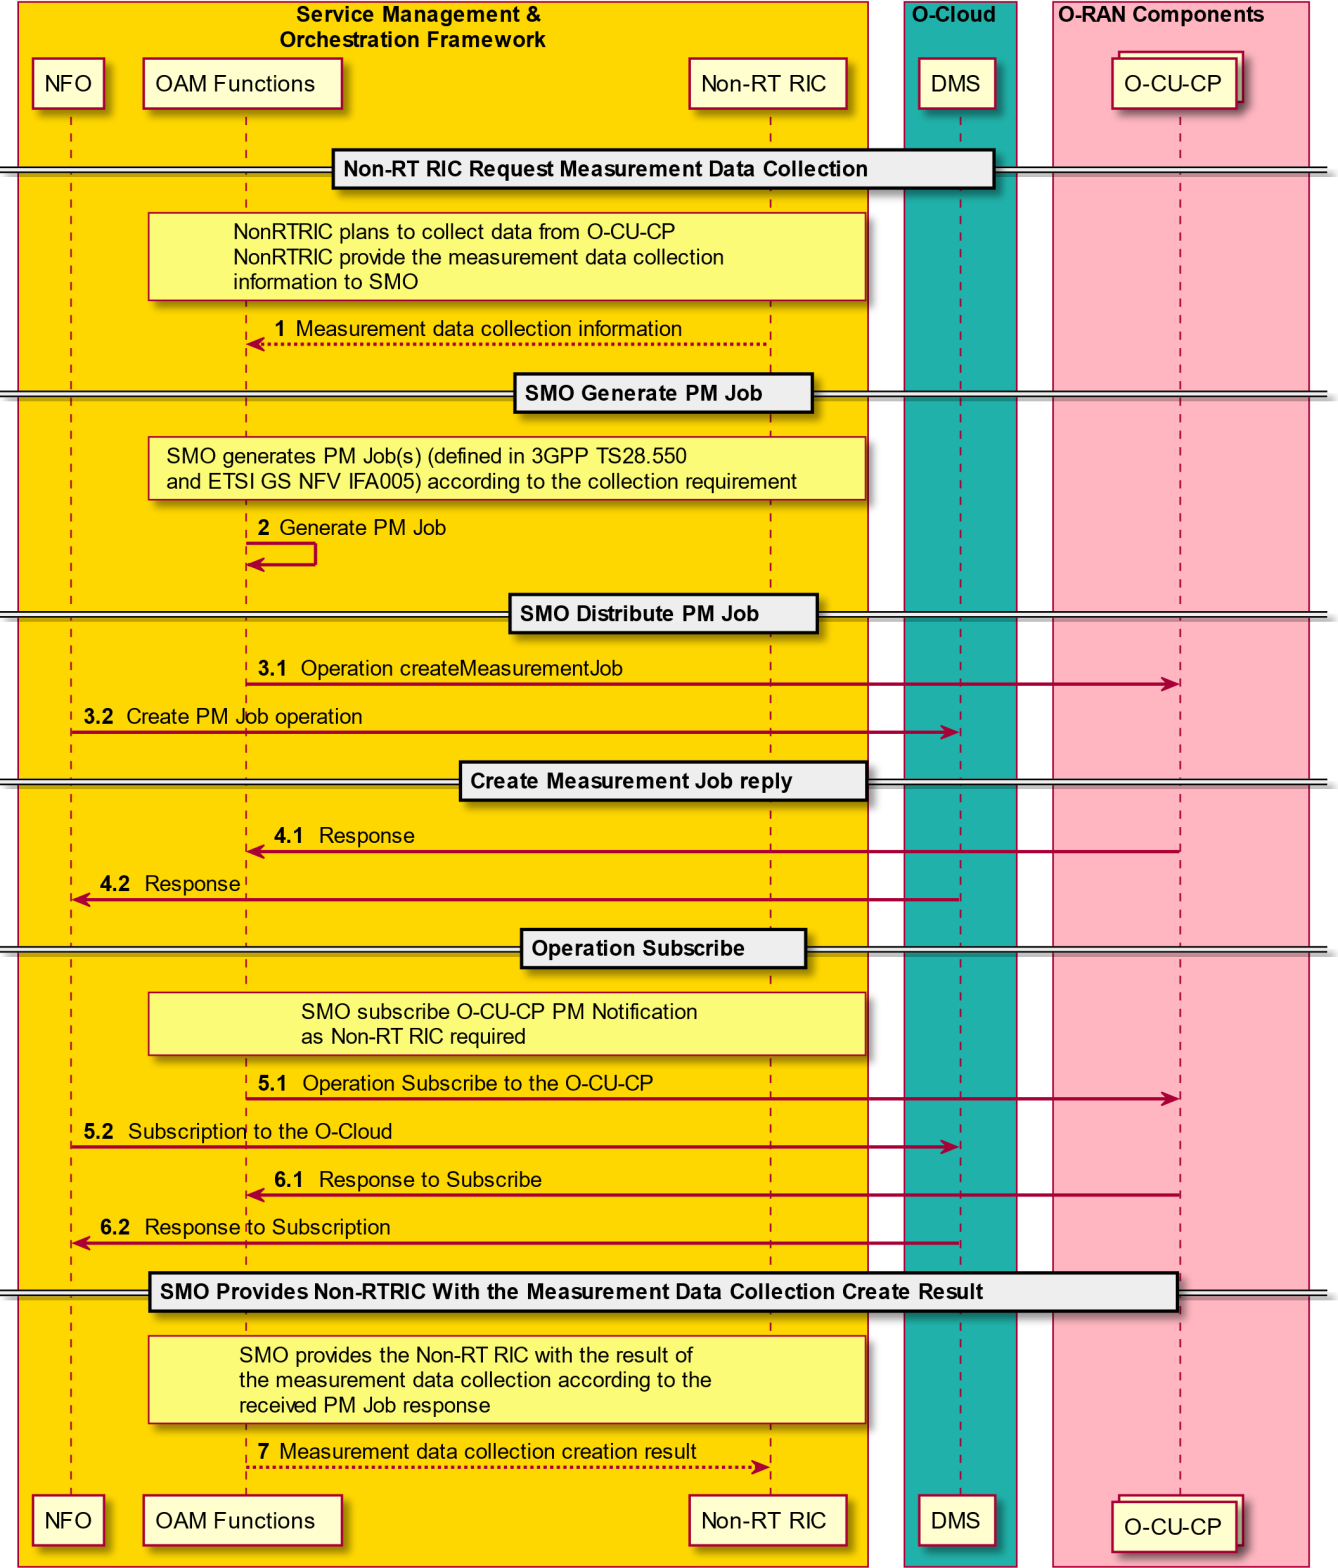 Service Management &
Orchestration Framework
O-Cloud
O-RAN Components
NFO
OAM Functions
Non-RT RIC
DMS
O-CU-CP
Non-RT RIC Request Measurement Data Collection
NonRTRIC plans to collect data from O-CU-CP
NonRTRIC provide the measurement data collection
information to SMO
1 Measurement data collection information
SMO Generate PM Job
SMO generates PM Job(s) (defined in 3GPP TS28.550
and ETSI GS NFV IFA005) according to the collection requirement
2 Generate PM Job
SMO Distribute PM Job
3.1 Operation createMeasurementJob
3.2 Create PM Job operation
Create Measurement Job reply
4.1 Response
4.2 Response
Operation Subscribe
SMO subscribe O-CU-CP PM Notification
as Non-RT RIC required
5.1 Operation Subscribe to the O-CU-CP
5.2 Subscription to the O-Cloud
6.1 Response to Subscribe
6.2 Response to Subscription
SMO Provides Non-RTRIC With the Measurement Data Collection Create Result
SMO provides the Non-RT RIC with the result of
the measurement data collection according to the
received PM Job response
7 Measurement data collection creation result
NFO
OAM Functions
Non-RT RIC
DMS
O-CU-CP